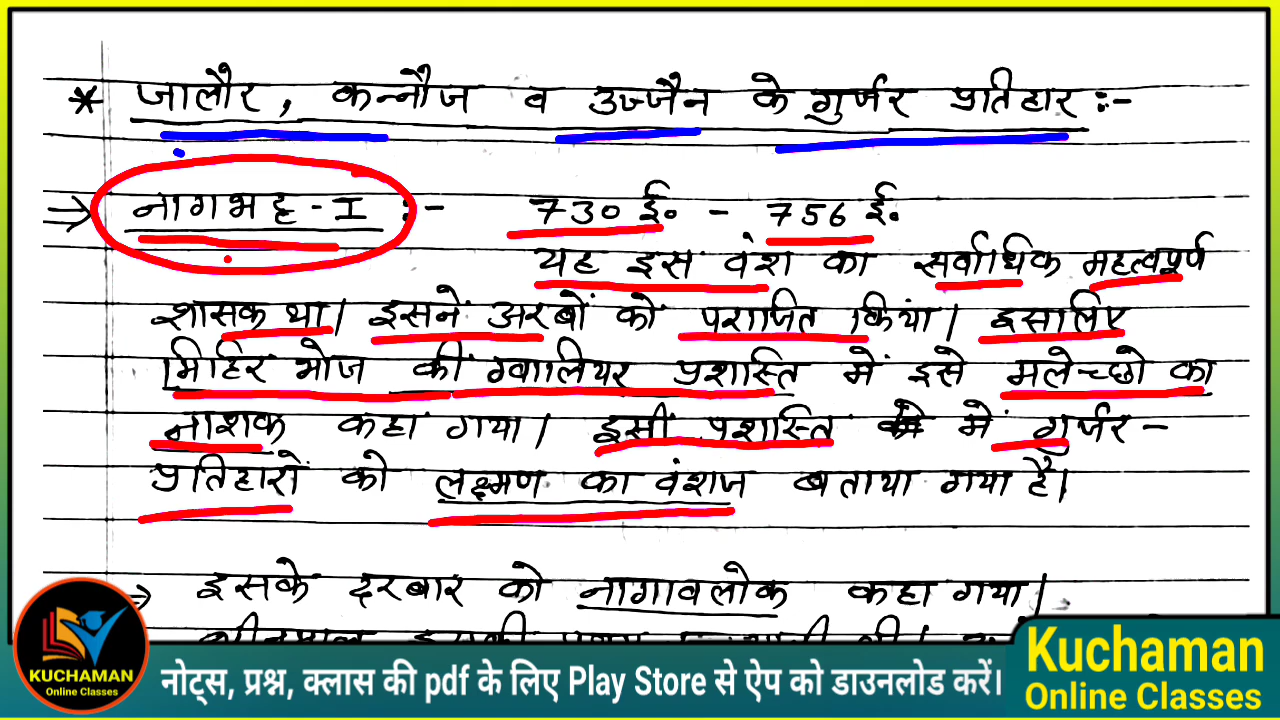 * जालौर, कन्नौज व उज्जैन के गुर्जर प्रतिहार :-
⇒ नागभट्ट - I :- 730 ई० - 756 ई०
यह इस वंश का सर्वाधिक महत्वपूर्ण
शासक था। इसने अरबों को पराजित किया। इसलिए
मिहिर भोज की ग्वालियर प्रशस्ति में इसे मलेच्छो का
नाशक कहा गया। इसी प्रशस्ति में गुर्जर-
प्रतिहारों को लक्ष्मण का वंशज बताया गया है।
→ इसके दरबार को नागावलोक कहा गया।
KUCHAMAN
Online Classes
नोट्स, प्रश्न, क्लास की pdf के लिए Play Store से ऐप को डाउनलोड करें।
Kuchaman
Online Classes